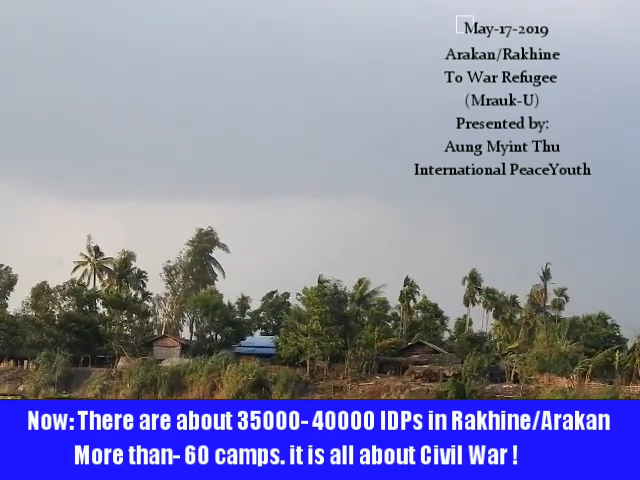 May-17-2019
Arakan/Rakhine
To War Refugee
(Mrauk-U)
Presented by:
Aung Myint Thu
International PeaceYouth
Now: There are about 35000- 40000 IDPs in Rakhine/Arakan
More than- 60 camps. it is all about Civil War !